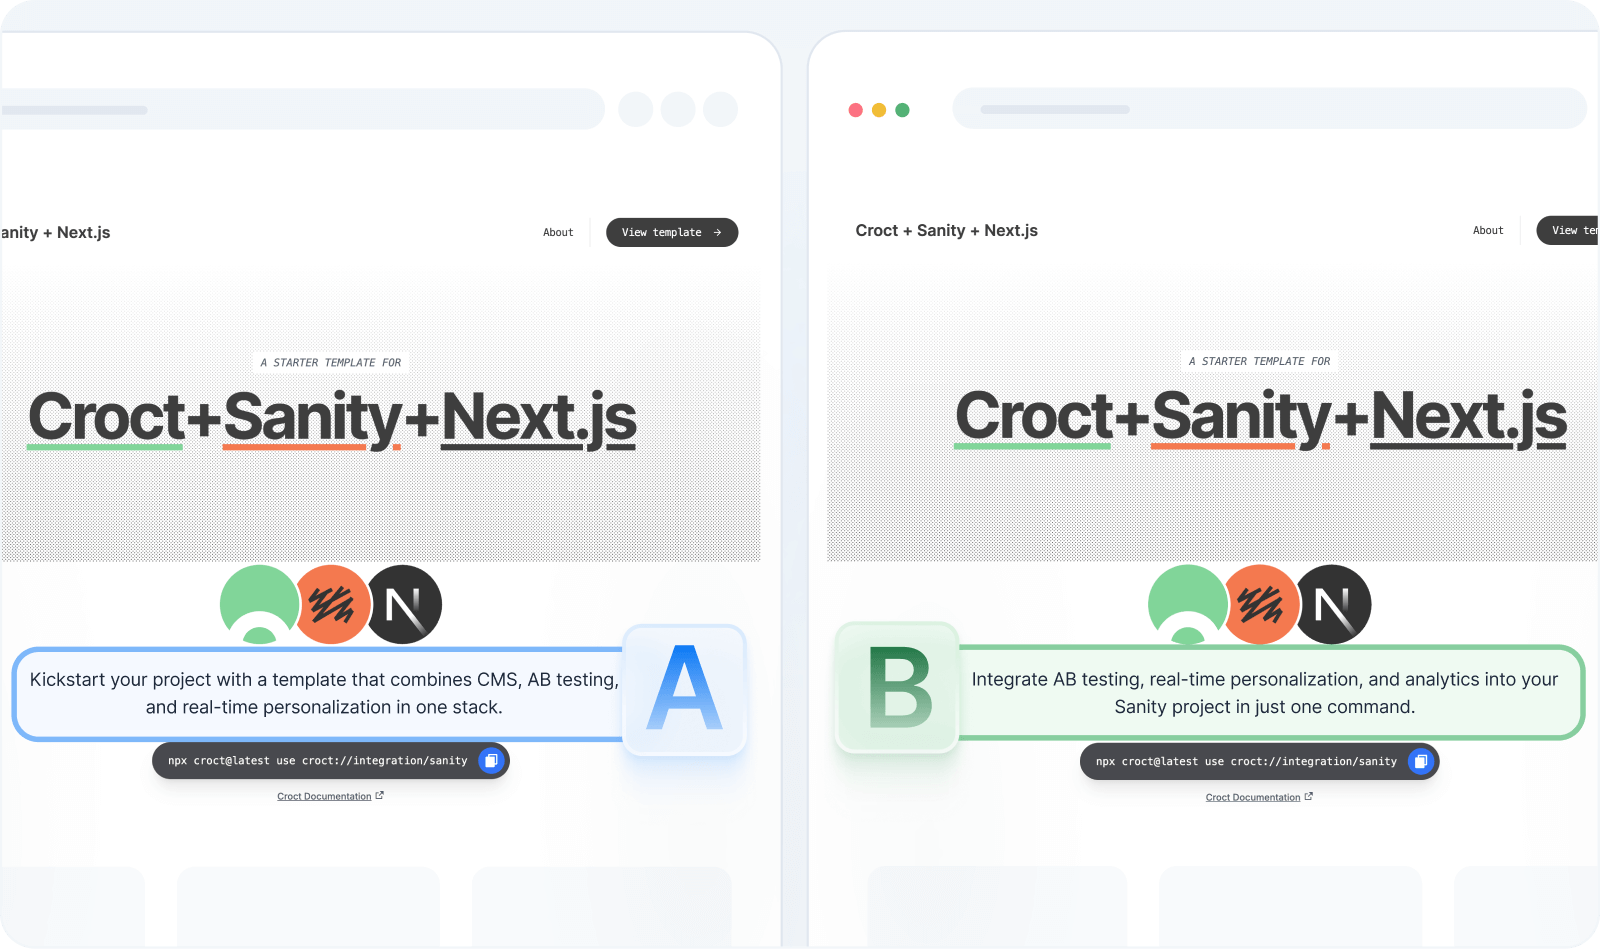 anity + Next.js
About
View template →
A STARTER TEMPLATE FOR
Croct+Sanity+Next.js
Kickstart your project with a template that combines CMS, AB testing,
and real-time personalization in one stack.
A
npx croct@latest use croct://integration/sanity
Croct Documentation
Croct + Sanity + Next.js
About
View ter
A STARTER TEMPLATE FOR
Croct+Sanity+Next.js
B
Integrate AB testing, real-time personalization, and analytics into your
Sanity project in just one command.
npx croct@latest use croct://integration/sanity
Croct Documentation